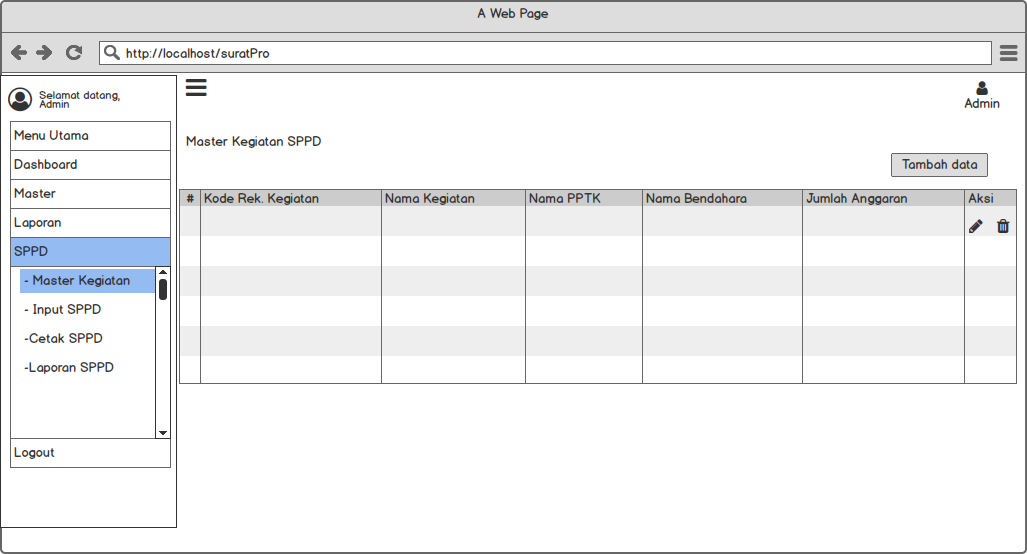 A Web Page
http://localhost/suratPro
Selamat datang,
Admin
Admin
Menu Utama
Dashboard
Master
Laporan
SPPD
- Master Kegiatan
- Input SPPD
-Cetak SPPD
-Laporan SPPD
Logout
Master Kegiatan SPPD
Tambah data
# Kode Rek. Kegiatan Nama Kegiatan Nama PPTK Nama Bendahara Jumlah Anggaran Aksi